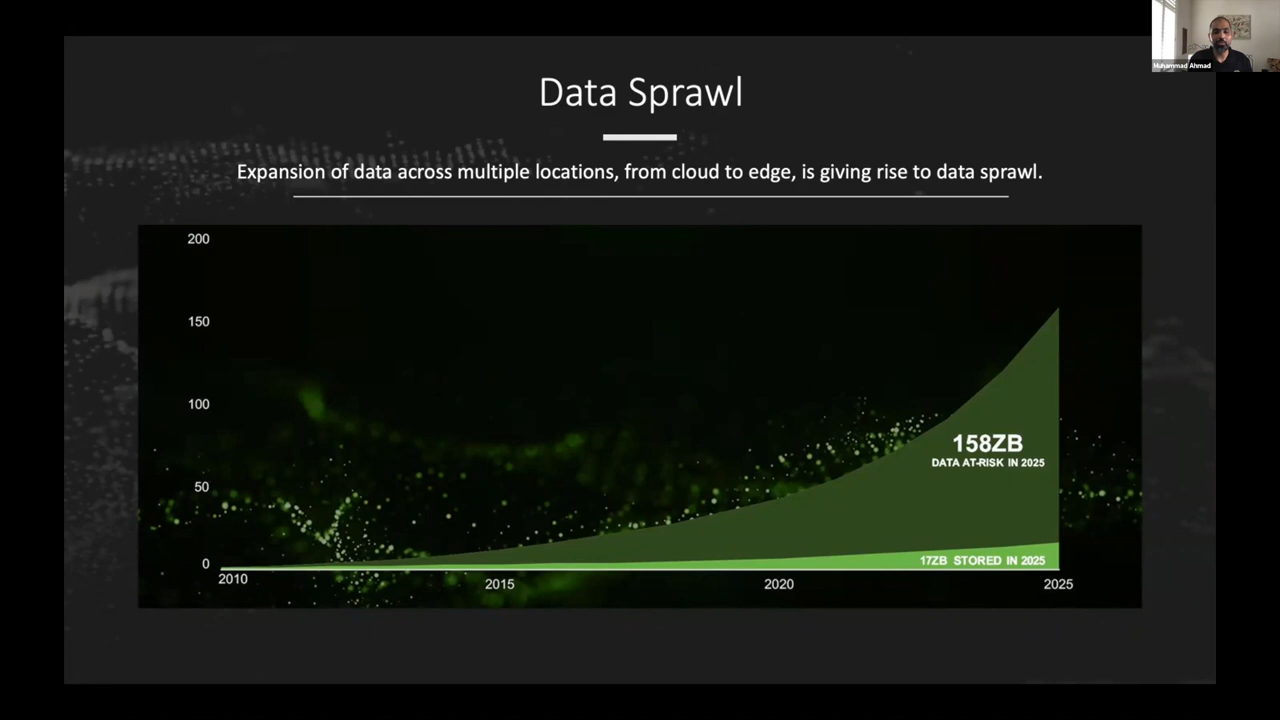 Muhammad Ahmad
Data Sprawl
Expansion of data across multiple locations, from cloud to edge, is giving rise to data sprawl.
200
150
100
50
0
158ZB
DATA AT-RISK IN 2025
17ZB STORED IN 2025
2010
2015
2020
2025